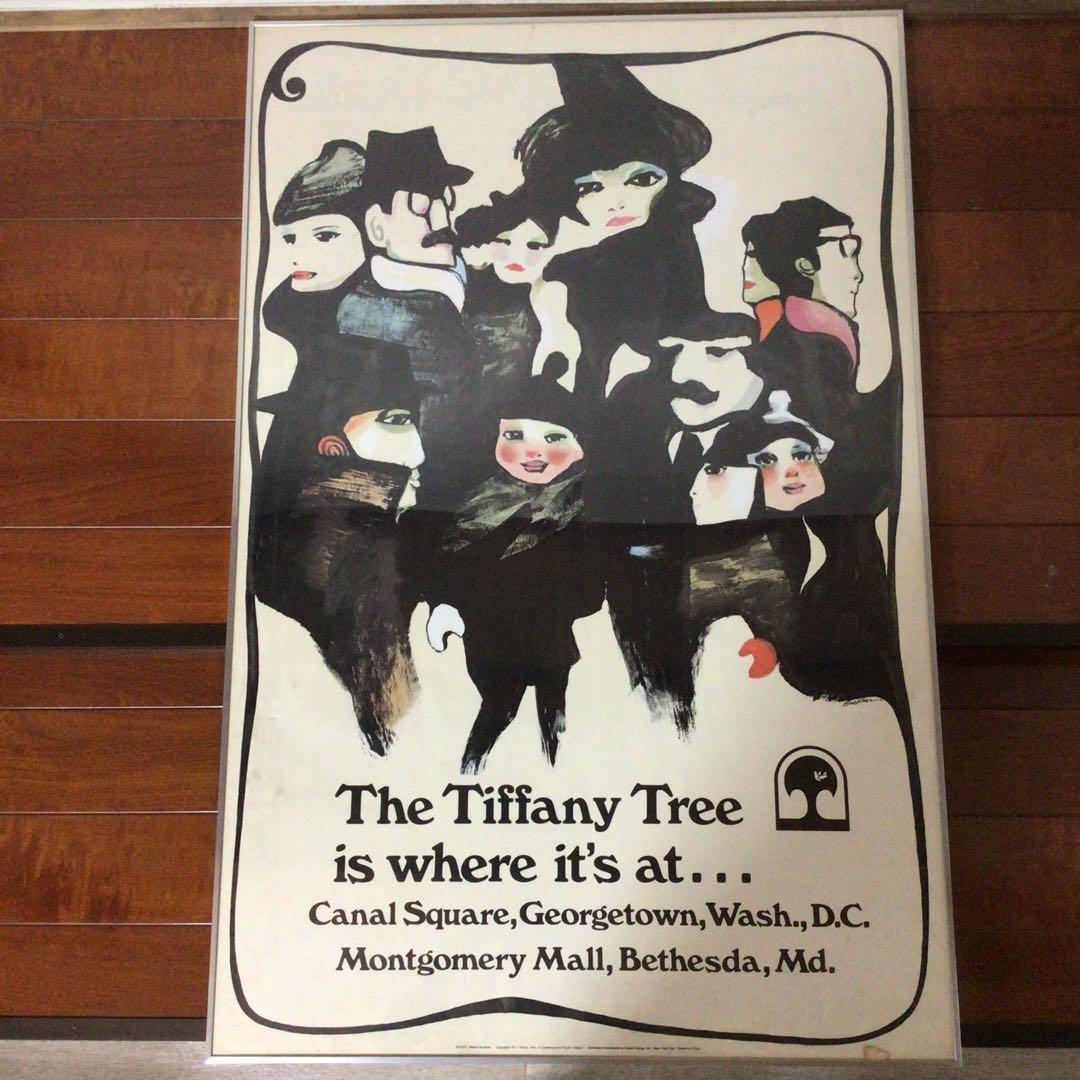 The Tiffany Tree
is where it's at...
Canal Square, Georgetown, Wash., D.C.
Montgomery Mall, Bethesda, Md.